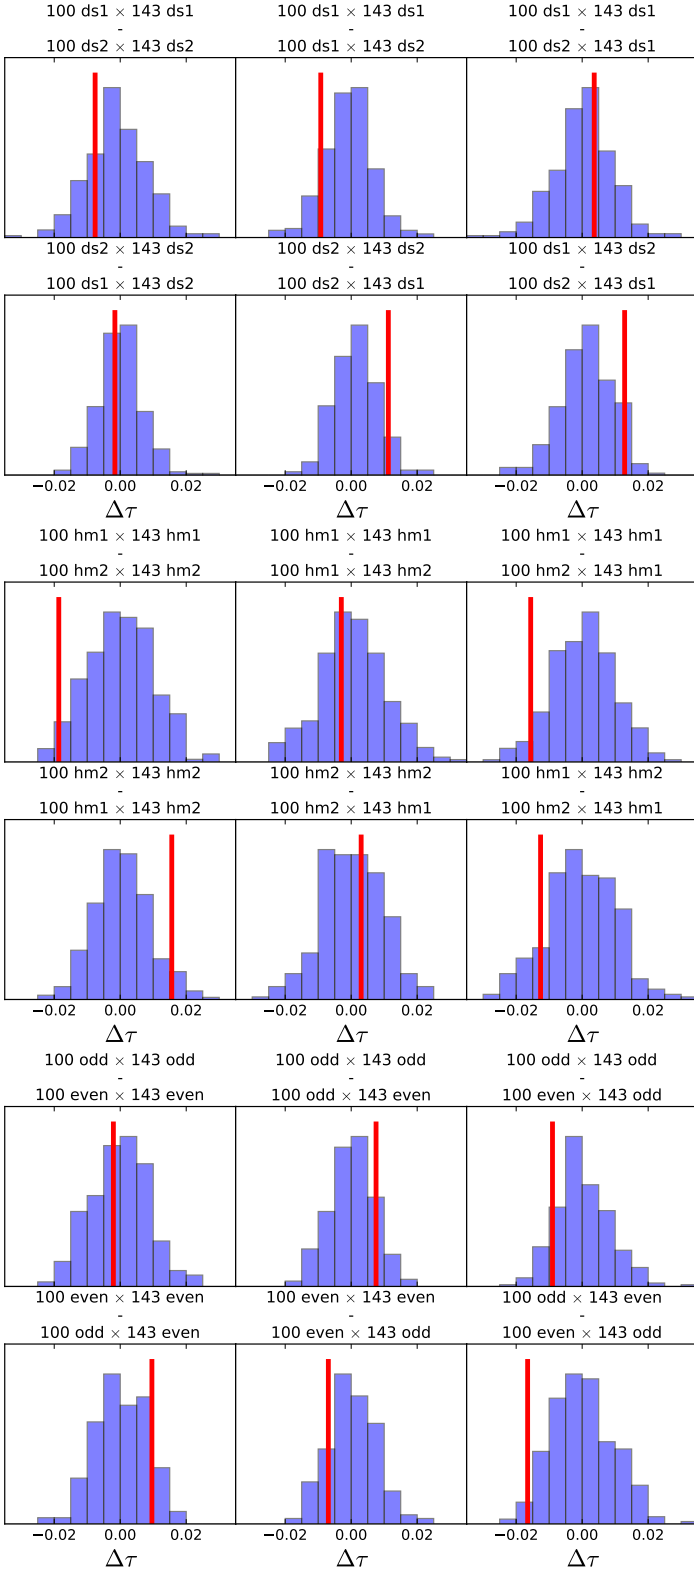 100 ds1 × 143 ds1
-
100 ds2 × 143 ds2
100 ds1 × 143 ds1
-
100 ds1 × 143 ds2
100 ds1 × 143 ds1
-
100 ds2 × 143 ds1
100 ds2 × 143 ds2
-
100 ds1 × 143 ds2
100 ds2 × 143 ds2
-
100 ds2 × 143 ds1
100 ds1 × 143 ds2
-
100 ds2 × 143 ds1
−0.02 0.00 0.02
Δτ
−0.02 0.00 0.02
Δτ
−0.02 0.00 0.02
Δτ
100 hm1 × 143 hm1
-
100 hm2 × 143 hm2
100 hm1 × 143 hm1
-
100 hm1 × 143 hm2
100 hm1 × 143 hm1
-
100 hm2 × 143 hm1
100 hm2 × 143 hm2
-
100 hm1 × 143 hm2
100 hm2 × 143 hm2
-
100 hm2 × 143 hm1
100 hm1 × 143 hm2
-
100 hm2 × 143 hm1
−0.02 0.00 0.02
Δτ
−0.02 0.00 0.02
Δτ
−0.02 0.00 0.02
Δτ
100 odd × 143 odd
-
100 even × 143 even
100 odd × 143 odd
-
100 odd × 143 even
100 odd × 143 odd
-
100 even × 143 odd
100 even × 143 even
-
100 odd × 143 even
100 even × 143 even
-
100 even × 143 odd
100 odd × 143 even
-
100 even × 143 odd
−0.02 0.00 0.02
Δτ
−0.02 0.00 0.02
Δτ
−0.02 0.00 0.02
Δτ